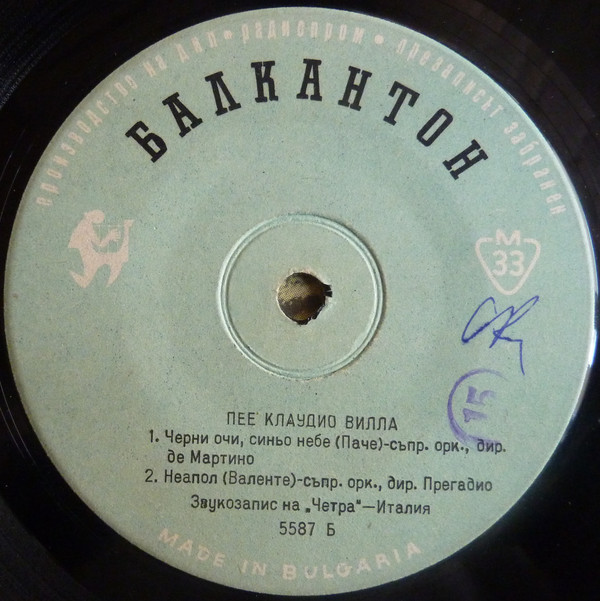 производство на дпп • радиопром • презаписът забранен
БАЛКАНТОН
М
33
15
ПЕЕ КЛАУДИО ВИЛЛА
1. Черни очи, синьо небе (Паче)-съпр. орк., дир.
де Мартино
2. Неапол (Валенте)-съпр. орк., дир. Прегадио
Звукозапис на „Четра"—Италия
5587 Б
MADE IN BULGARIA